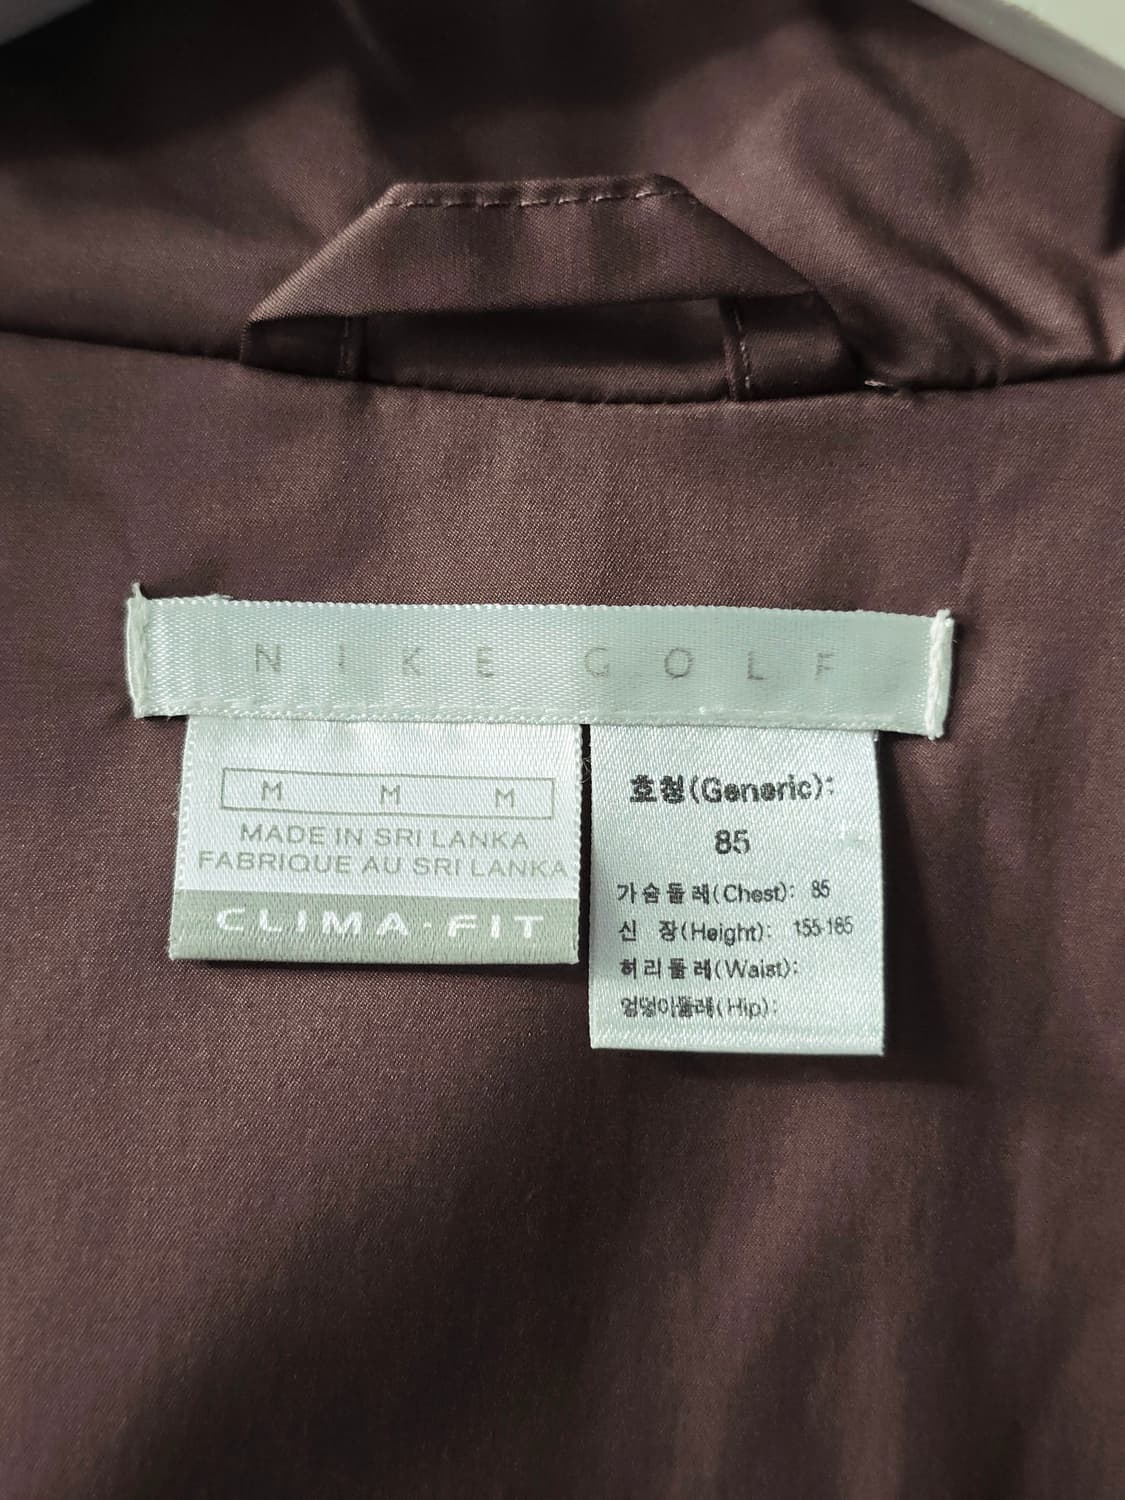 NIKE GOLF
M M M
MADE IN SRI LANKA
FABRIQUE AU SRI LANKA
CLIMA·FIT
호칭(Generic):
85
가슴둘레(Chest): 85
신 장(Height): 155-165
허리둘레(Waist):
엉덩이둘레(Hip):